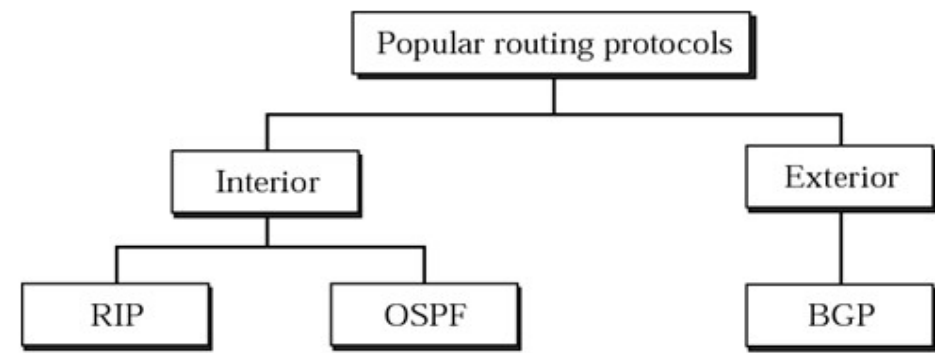 Popular routing protocols
Interior
Exterior
RIP
OSPF
BGP